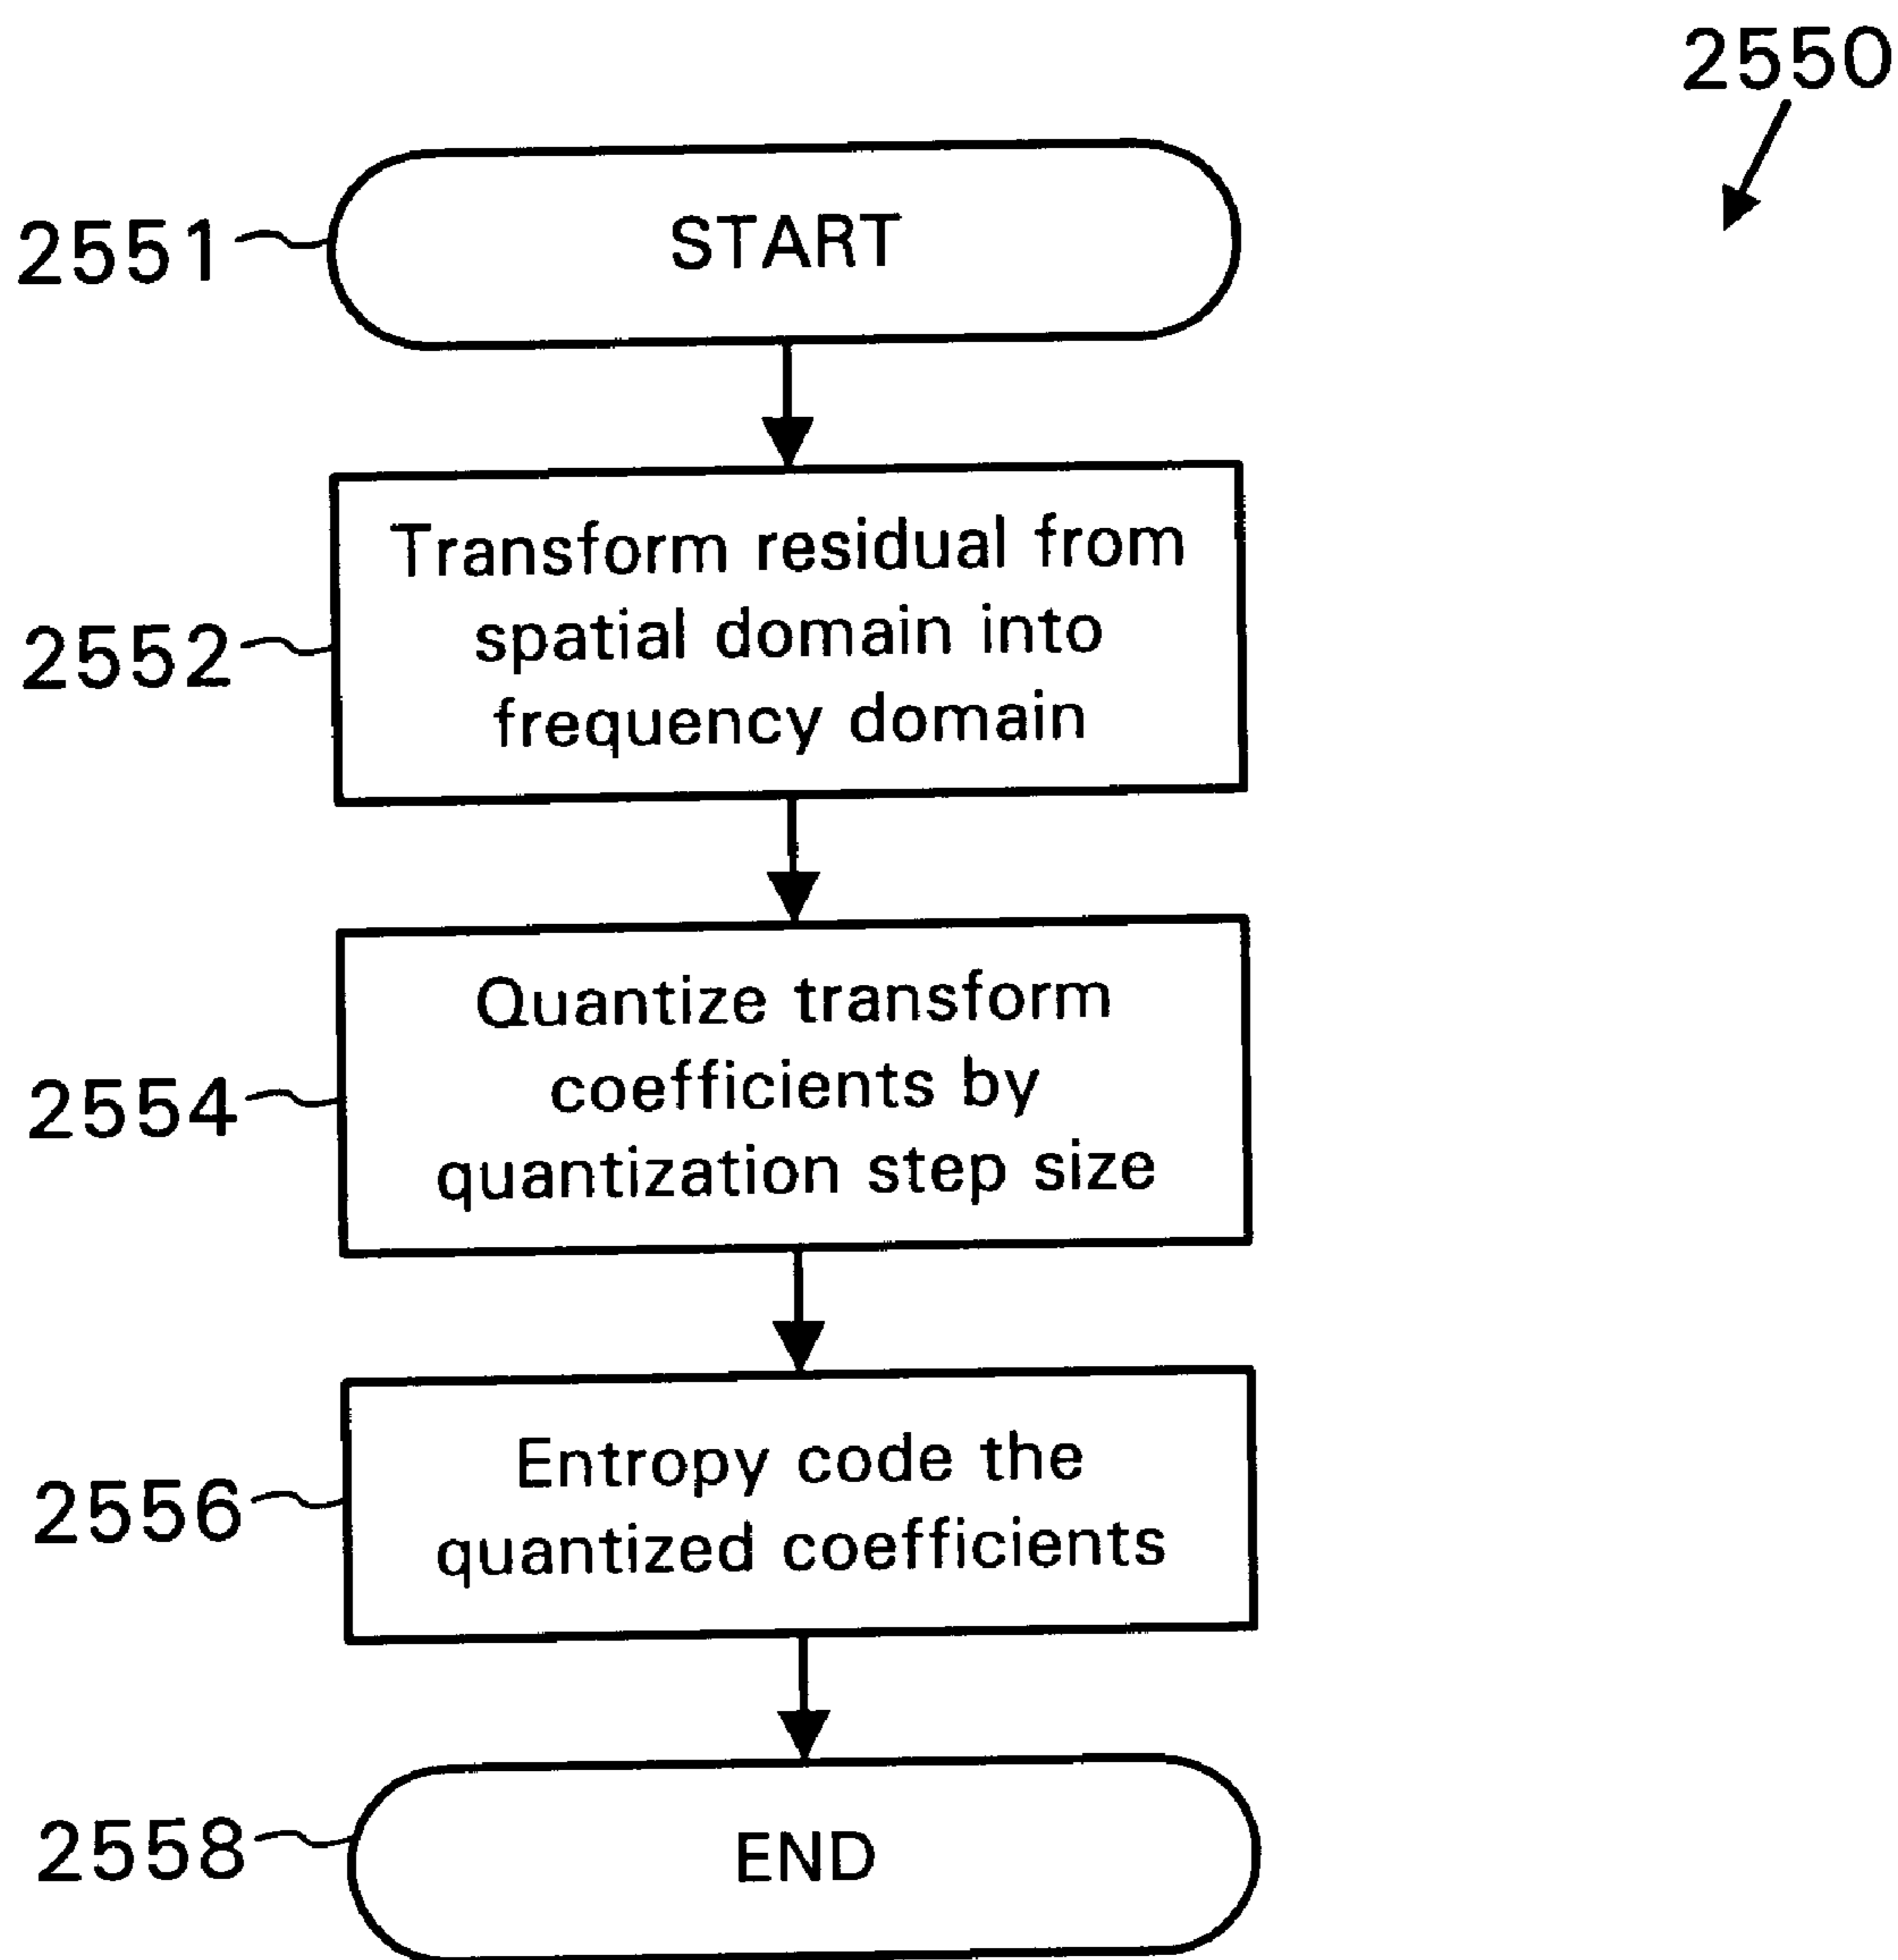 2550
2551
START
2552
Transform residual from
spatial domain into
frequency domain
2554
Quantize transform
coefficients by
quantization step size
2556
Entropy code the
quantized coefficients
2558
END